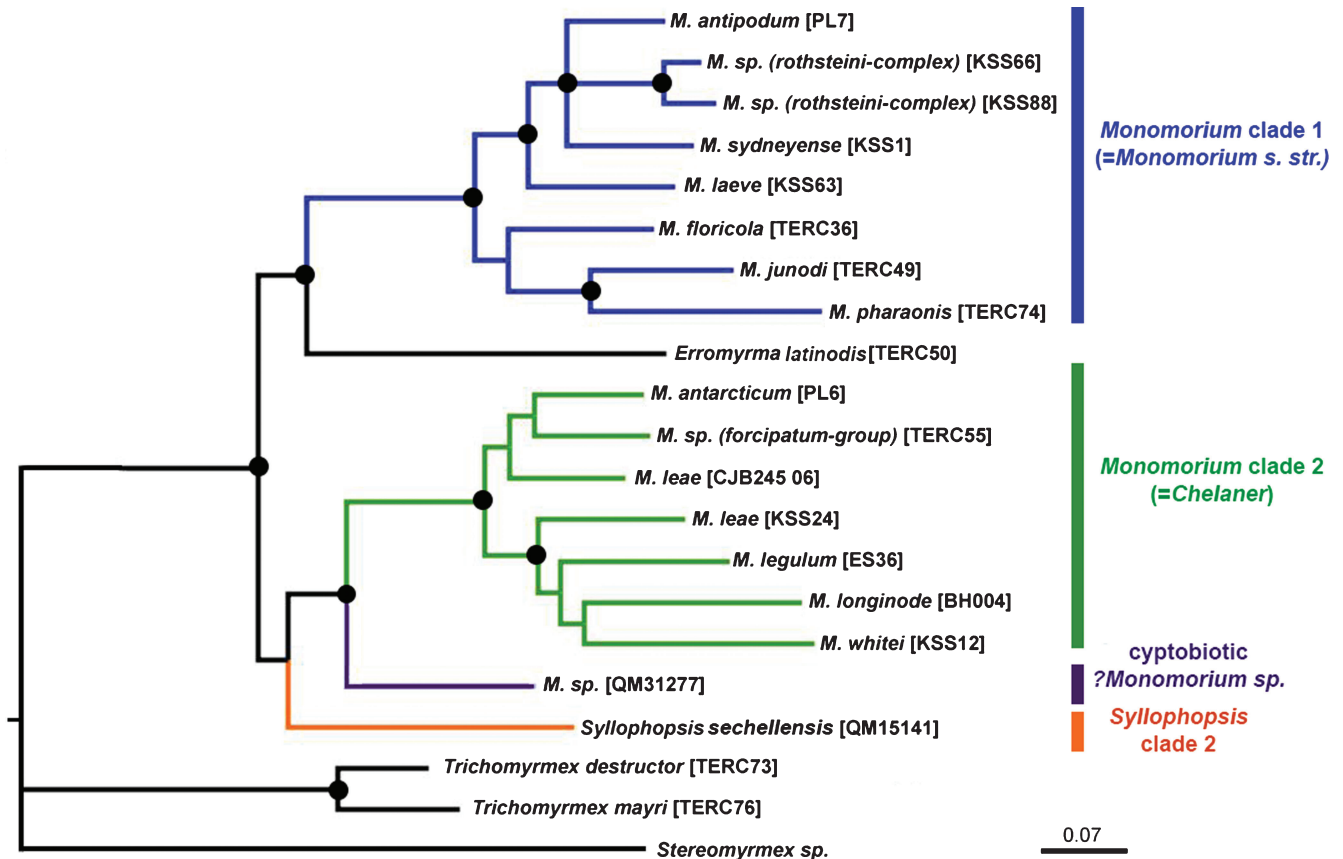 M. antipodum [PL7]
M. sp. (rothsteini-complex) [KSS66]
M. sp. (rothsteini-complex) [KSS88]
M. sydneyense [KSS1]
M. laeve [KSS63]
M. floricola [TERC36]
M. junodi [TERC49]
M. pharaonis [TERC74]
Monomorium clade 1
(=Monomorium s. str.)
Erromyrma latinodis[TERC50]
M. antarcticum [PL6]
M. sp. (forcipatum-group) [TERC55]
M. leae [CJB245 06]
M. leae [KSS24]
M. legulum [ES36]
M. longinode [BH004]
M. whitei [KSS12]
Monomorium clade 2
(=Chelaner)
M. sp. [QM31277]
cyptobiotic
?Monomorium sp.
Syllophopsis sechellensis [QM15141]
Syllophopsis
clade 2
Trichomyrmex destructor [TERC73]
Trichomyrmex mayri [TERC76]
Stereomyrmex sp.
0.07